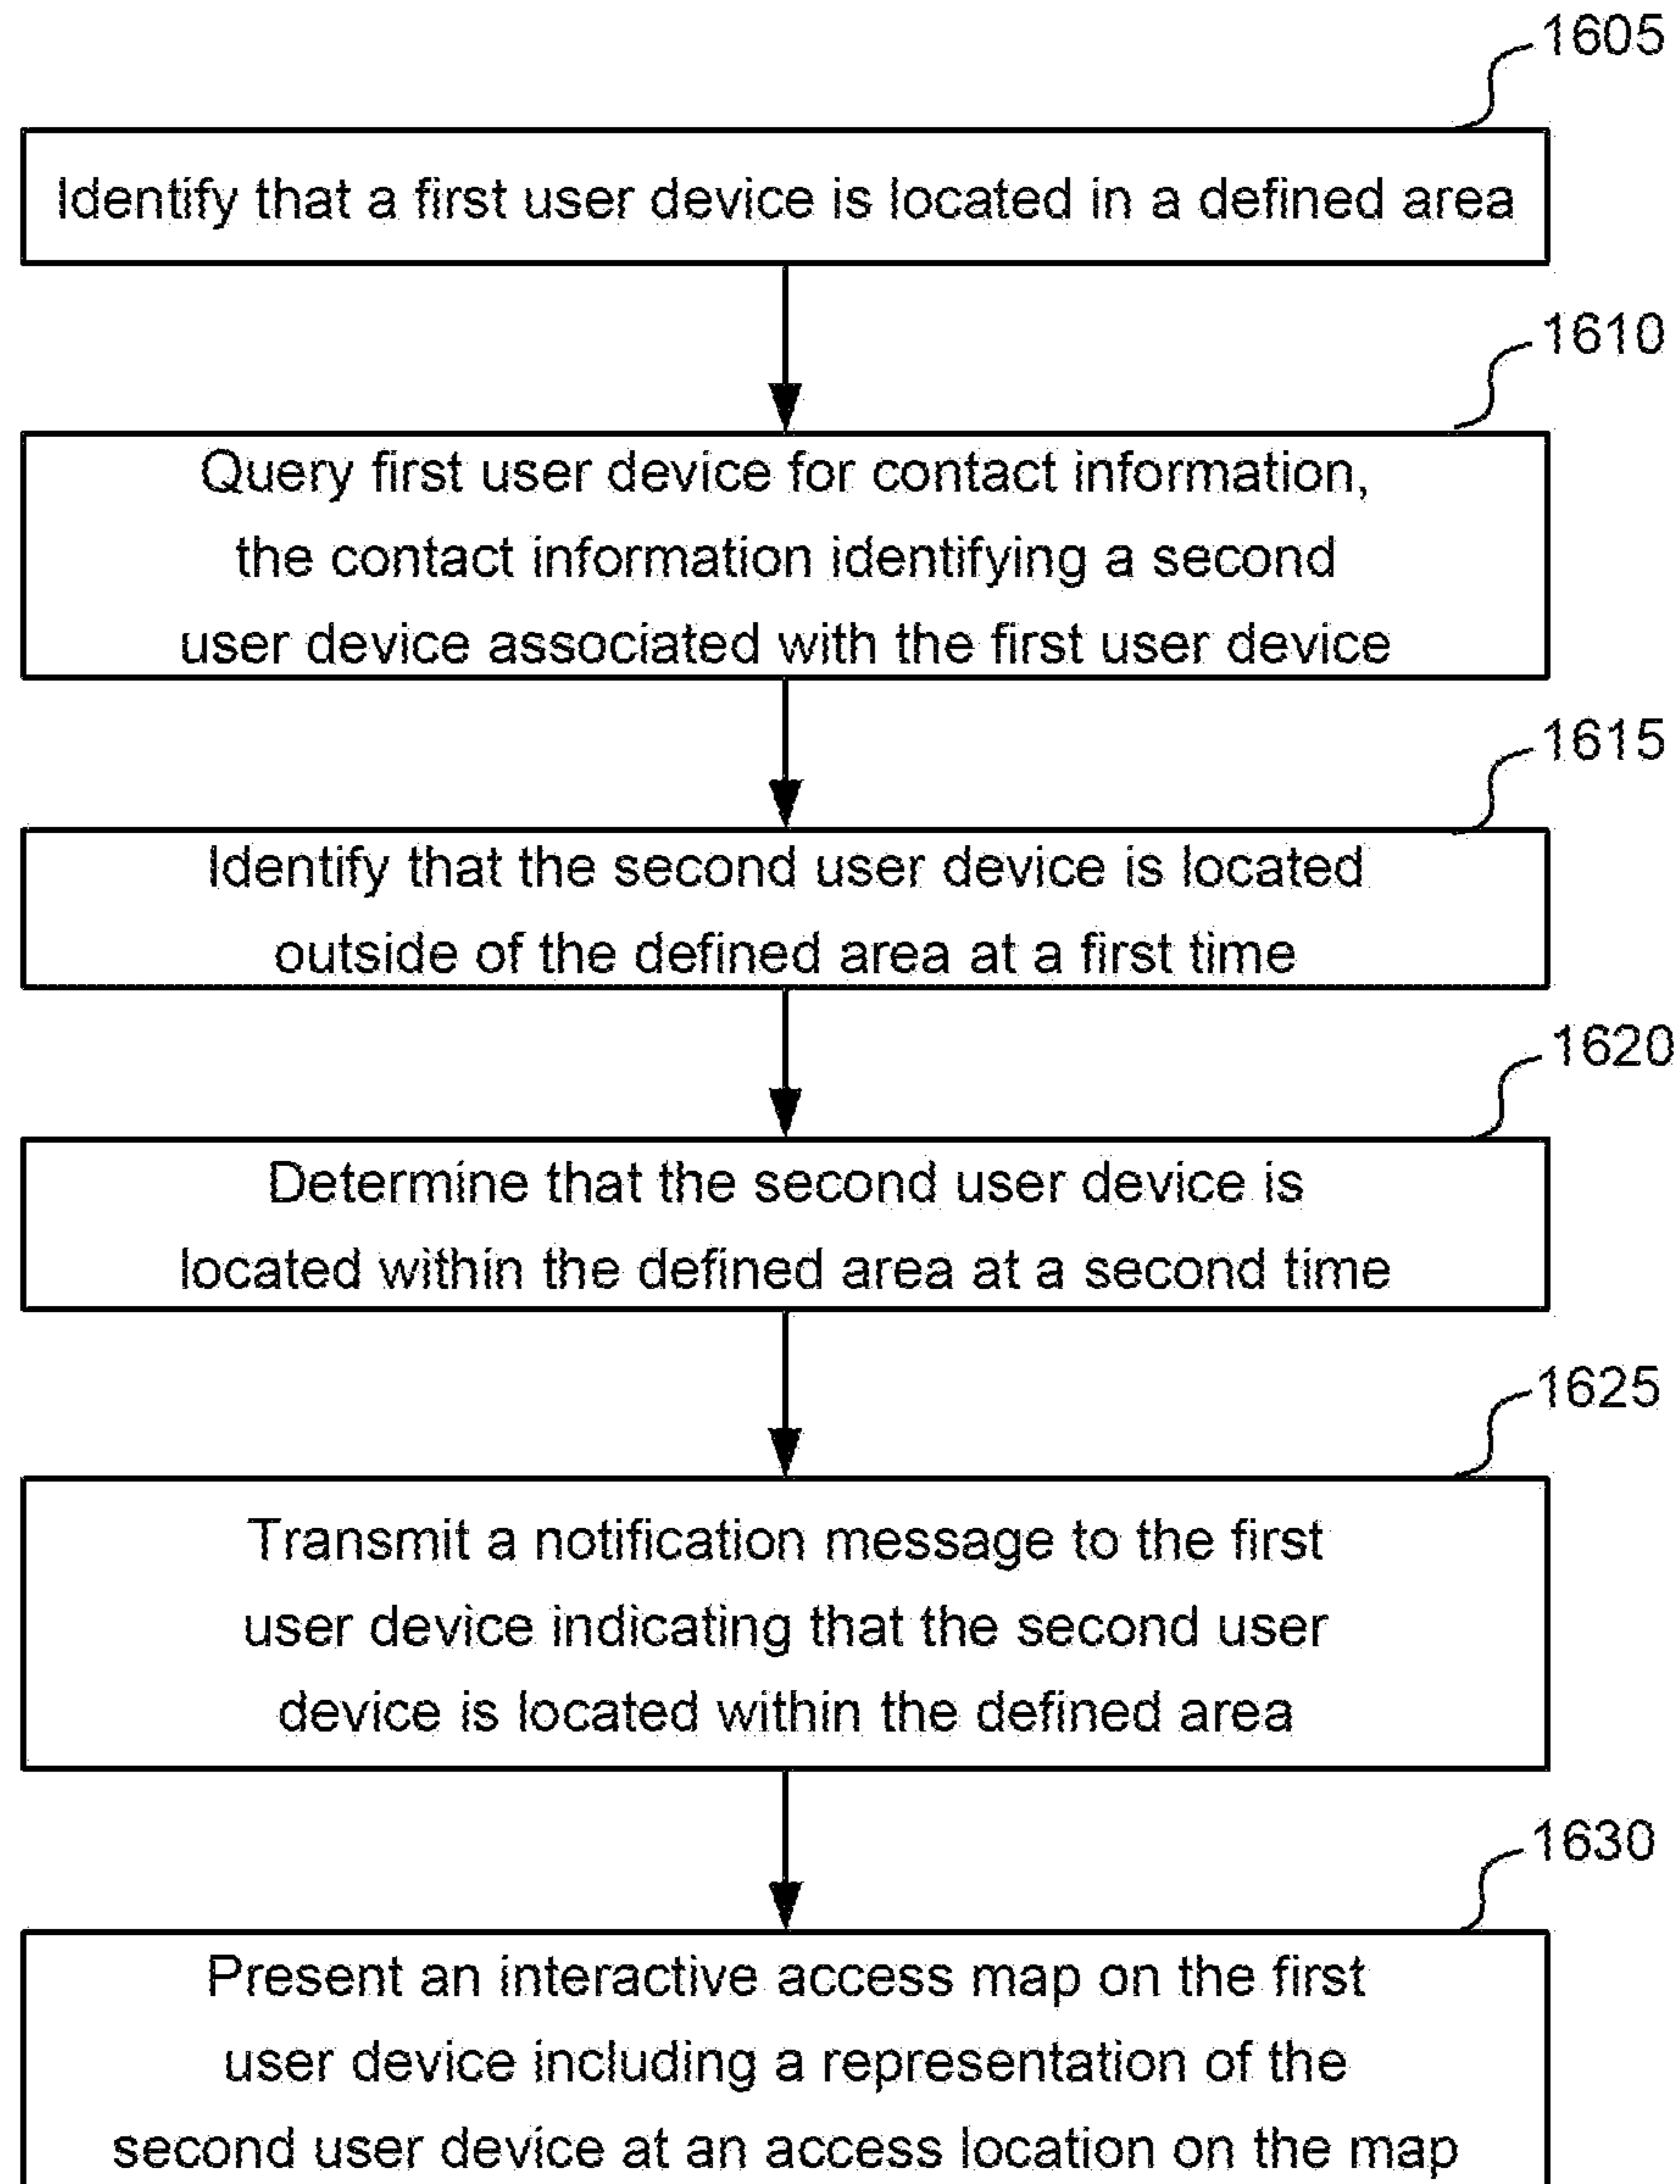 1605
Identify that a first user device is located in a defined area
1610
Query first user device for contact information,
the contact information identifying a second
user device associated with the first user device
1615
Identify that the second user device is located
outside of the defined area at a first time
1620
Determine that the second user device is
located within the defined area at a second time
1625
Transmit a notification message to the first
user device indicating that the second user
device is located within the defined area
1630
Present an interactive access map on the first
user device including a representation of the
second user device at an access location on the map